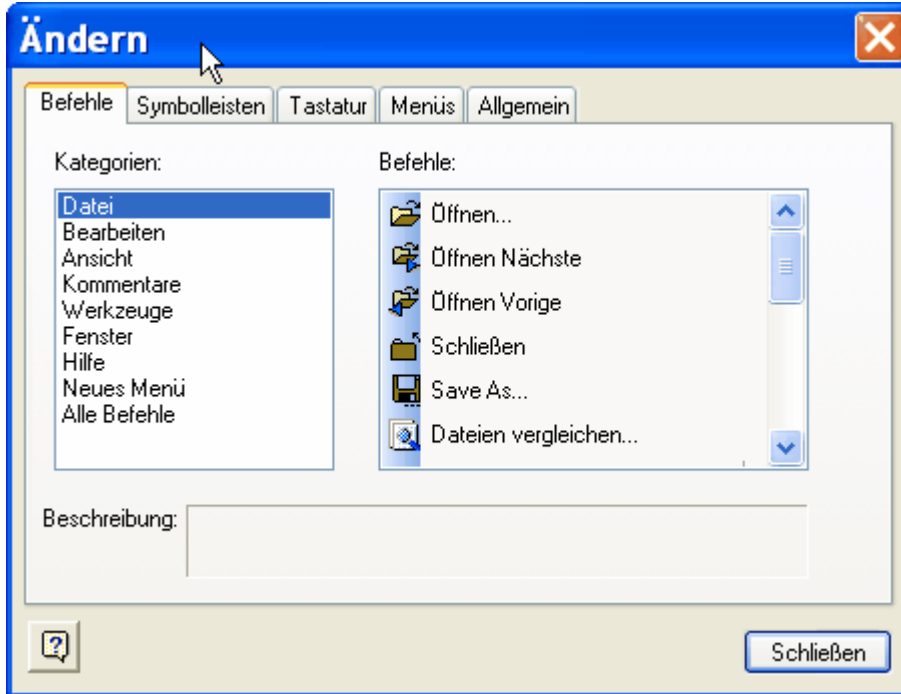 Ändern
Befehle Symbolleisten Tastatur Menüs Allgemein
Kategorien:
Datei
Bearbeiten
Ansicht
Kommentare
Werkzeuge
Fenster
Hilfe
Neues Menü
Alle Befehle
Befehle:
Öffnen...
Öffnen Nächste
Öffnen Vorige
Schließen
Save As...
Dateien vergleichen...
Beschreibung:
Schließen